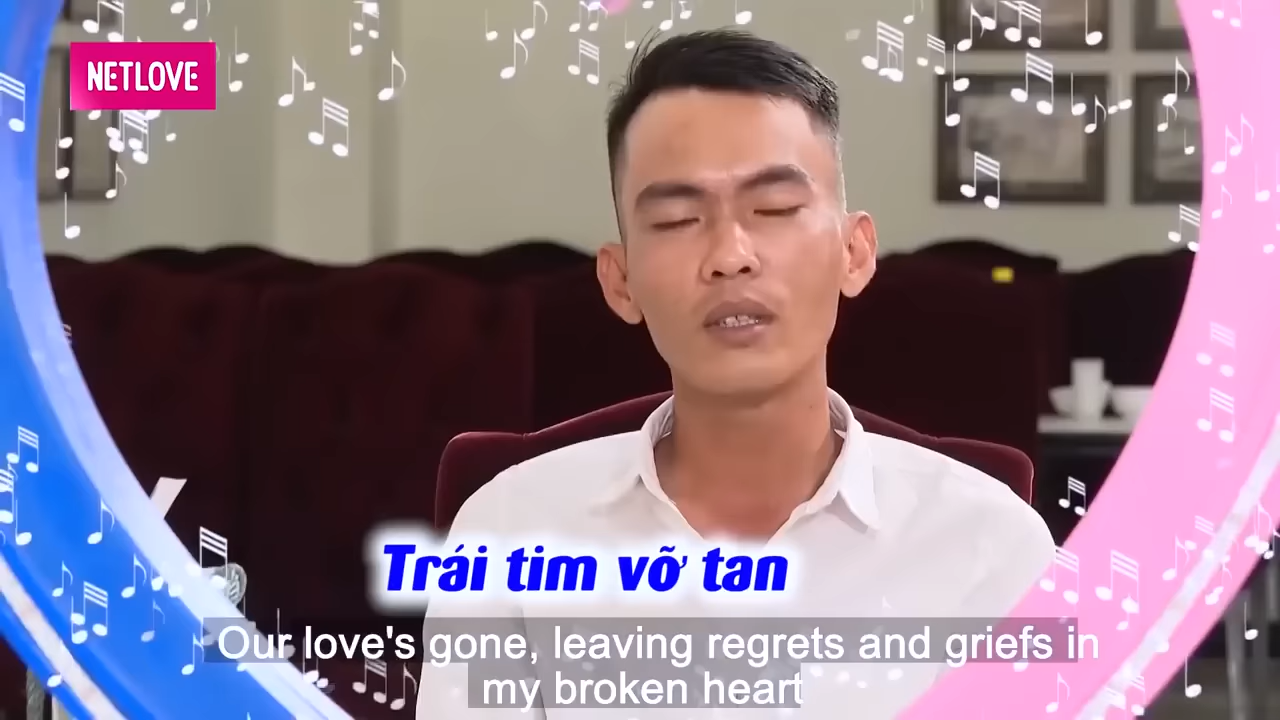 NETLOVE
Trái tim vỡ tan
Our love's gone, leaving regrets and griefs in
my broken heart